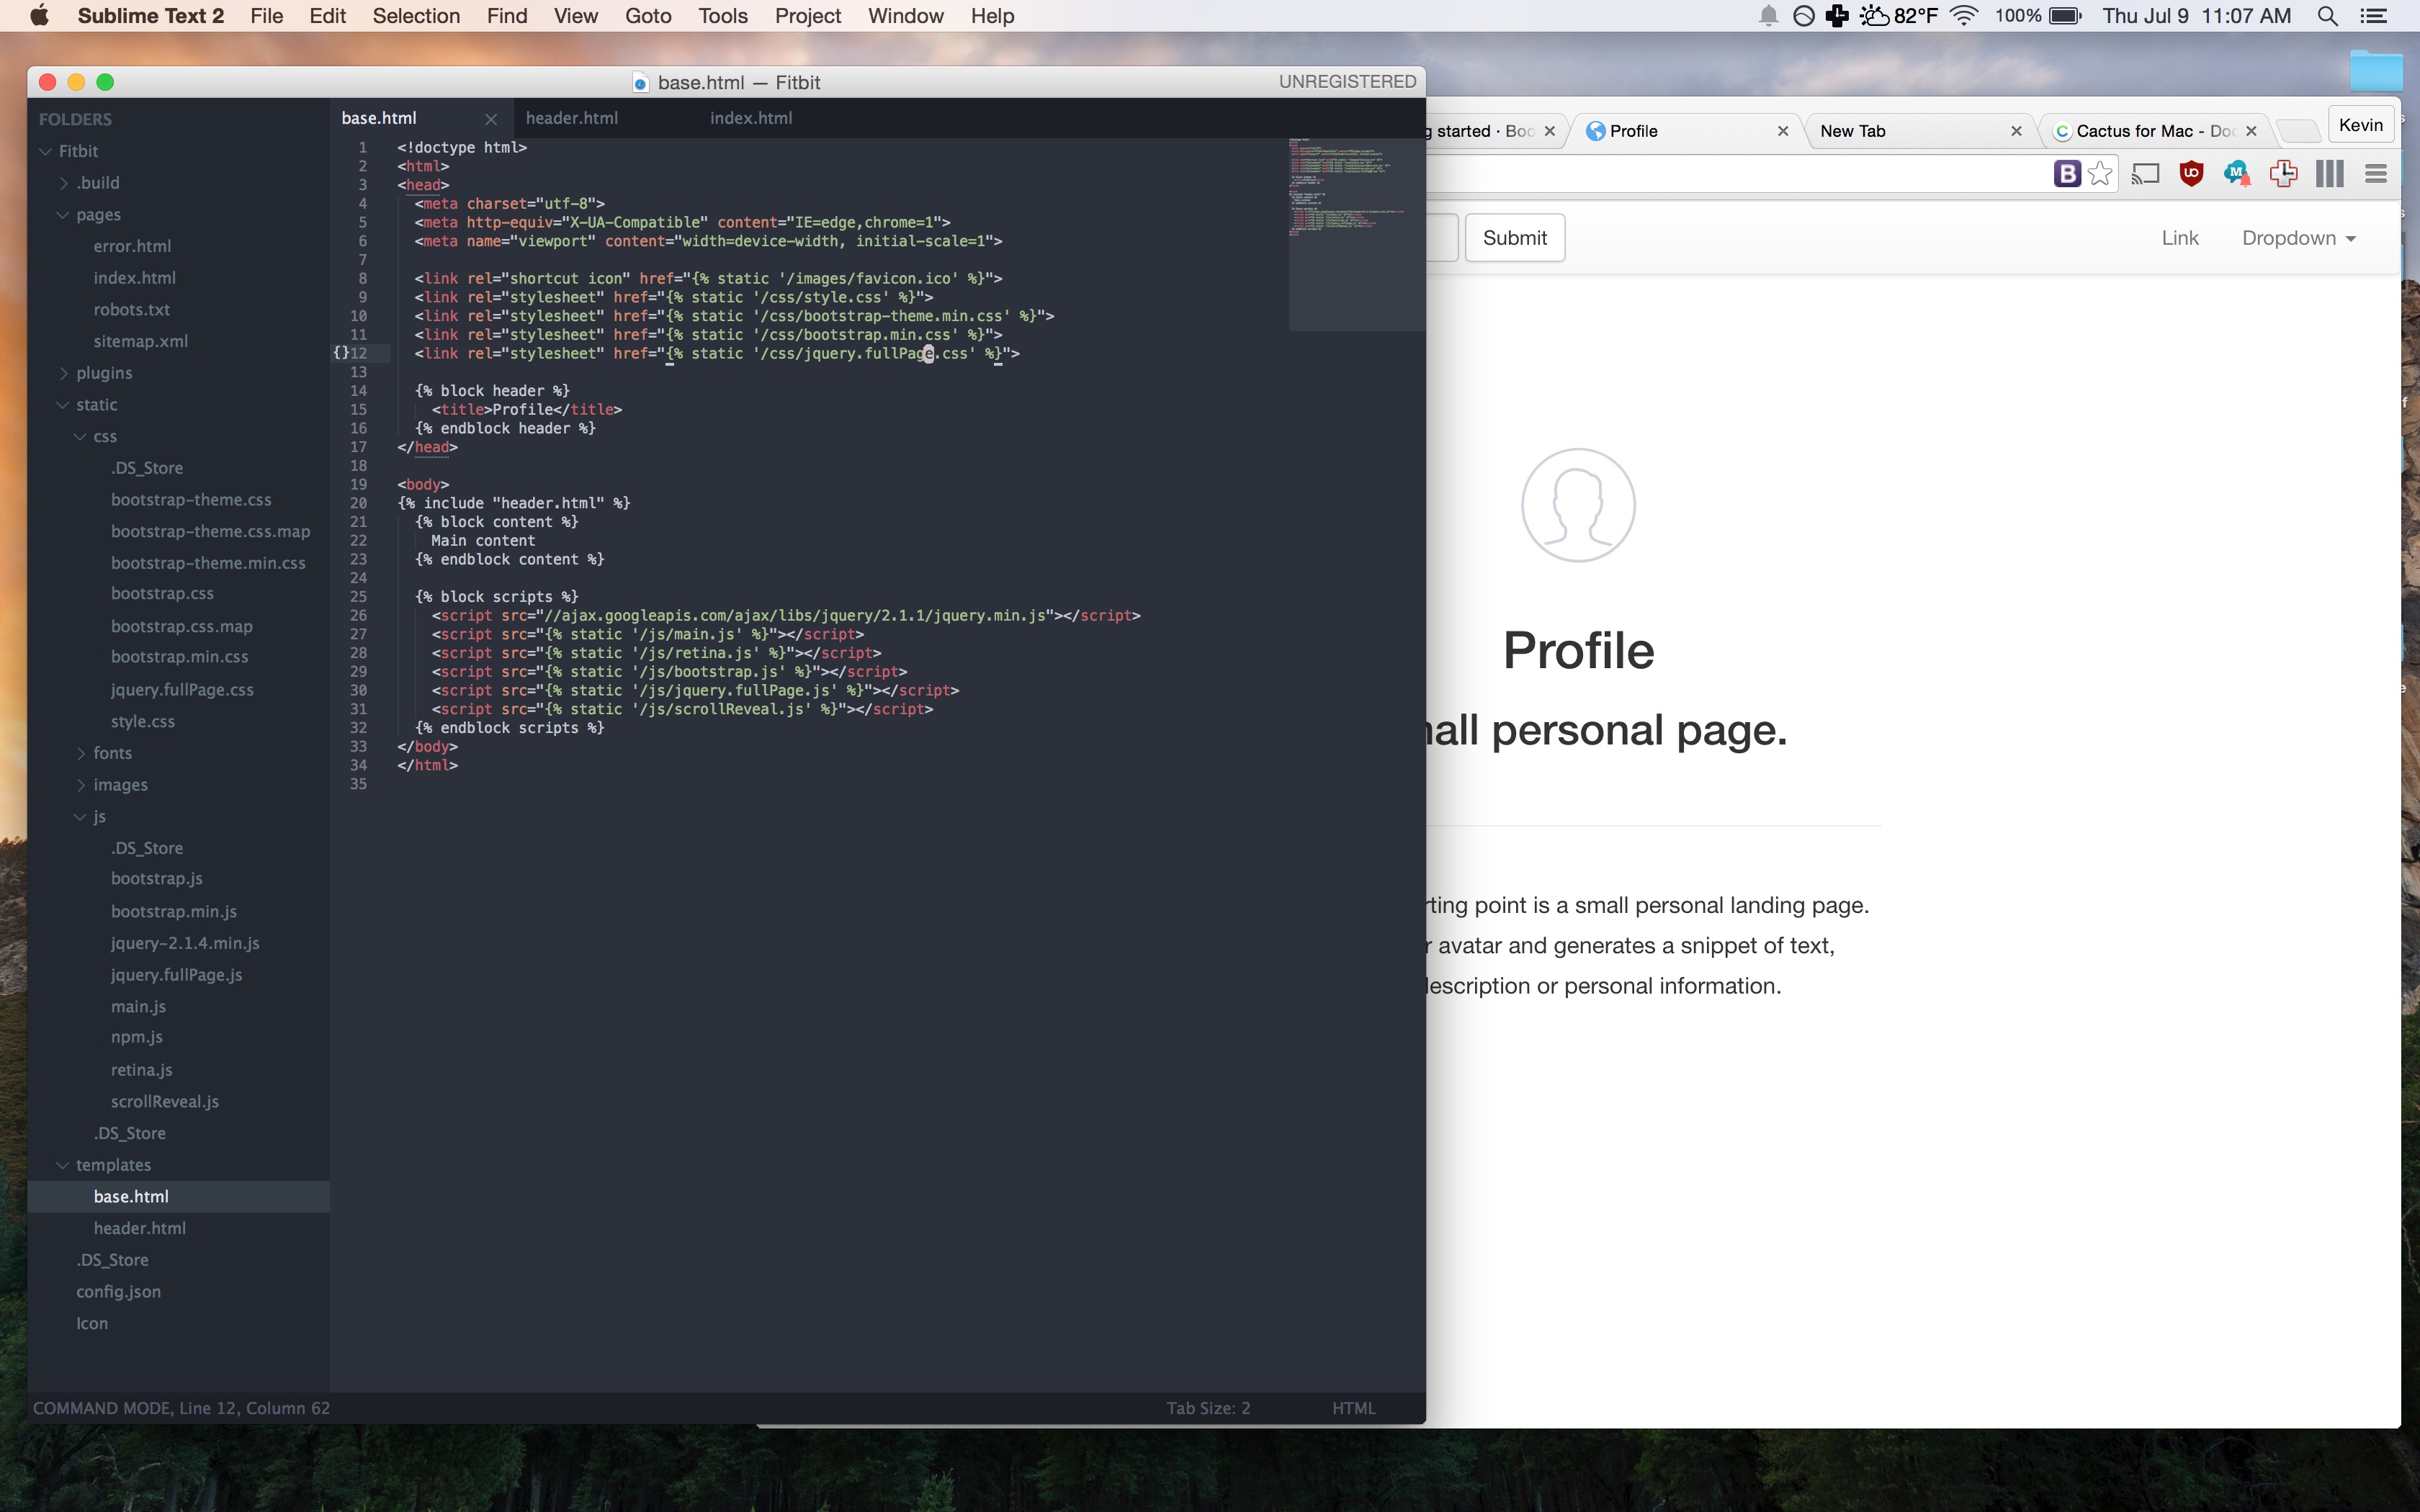 Sublime Text 2 File Edit Selection Find View Goto Tools Project Window Help
82°F 100% Thu Jul 9 11:07 AM
base.html — Fitbit
UNREGISTERED
FOLDERS
Fitbit
.build
pages
error.html
index.html
robots.txt
sitemap.xml
plugins
static
css
.DS_Store
bootstrap-theme.css
bootstrap-theme.css.map
bootstrap-theme.min.css
bootstrap.css
bootstrap.css.map
bootstrap.min.css
jquery.fullPage.css
style.css
fonts
images
js
.DS_Store
bootstrap.js
bootstrap.min.js
jquery-2.1.4.min.js
jquery.fullPage.js
main.js
npm.js
retina.js
scrollReveal.js
.DS_Store
templates
base.html
header.html
.DS_Store
config.json
Icon
base.html header.html index.html
1 <!doctype html>
2 <html>
3 <head>
4 <meta charset="utf-8">
5 <meta http-equiv="X-UA-Compatible" content="IE=edge,chrome=1">
6 <meta name="viewport" content="width=device-width, initial-scale=1">
7
8 <link rel="shortcut icon" href="{% static '/images/favicon.ico' %}">
9 <link rel="stylesheet" href="{% static '/css/style.css' %}">
10 <link rel="stylesheet" href="{% static '/css/bootstrap-theme.min.css' %}">
11 <link rel="stylesheet" href="{% static '/css/bootstrap.min.css' %}">
{}12 <link rel="stylesheet" href="{% static '/css/jquery.fullPage.css' %}">
13
14 {% block header %}
15 <title>Profile</title>
16 {% endblock header %}
17 </head>
18
19 <body>
20 {% include "header.html" %}
21 {% block content %}
22 Main content
23 {% endblock content %}
24
25 {% block scripts %}
26 <script src="//ajax.googleapis.com/ajax/libs/jquery/2.1.1/jquery.min.js"></script>
27 <script src="{% static '/js/main.js' %}"></script>
28 <script src="{% static '/js/retina.js' %}"></script>
29 <script src="{% static '/js/bootstrap.js' %}"></script>
30 <script src="{% static '/js/jquery.fullPage.js' %}"></script>
31 <script src="{% static '/js/scrollReveal.js' %}"></script>
32 {% endblock scripts %}
33 </body>
34 </html>
35
COMMAND MODE, Line 12, Column 62
Tab Size: 2 HTML
g started · Boo Profile New Tab Cactus for Mac - Doc Kevin
B
Submit Link Dropdown
Profile
nall personal page.
rting point is a small personal landing page.
r avatar and generates a snippet of text,
escription or personal information.